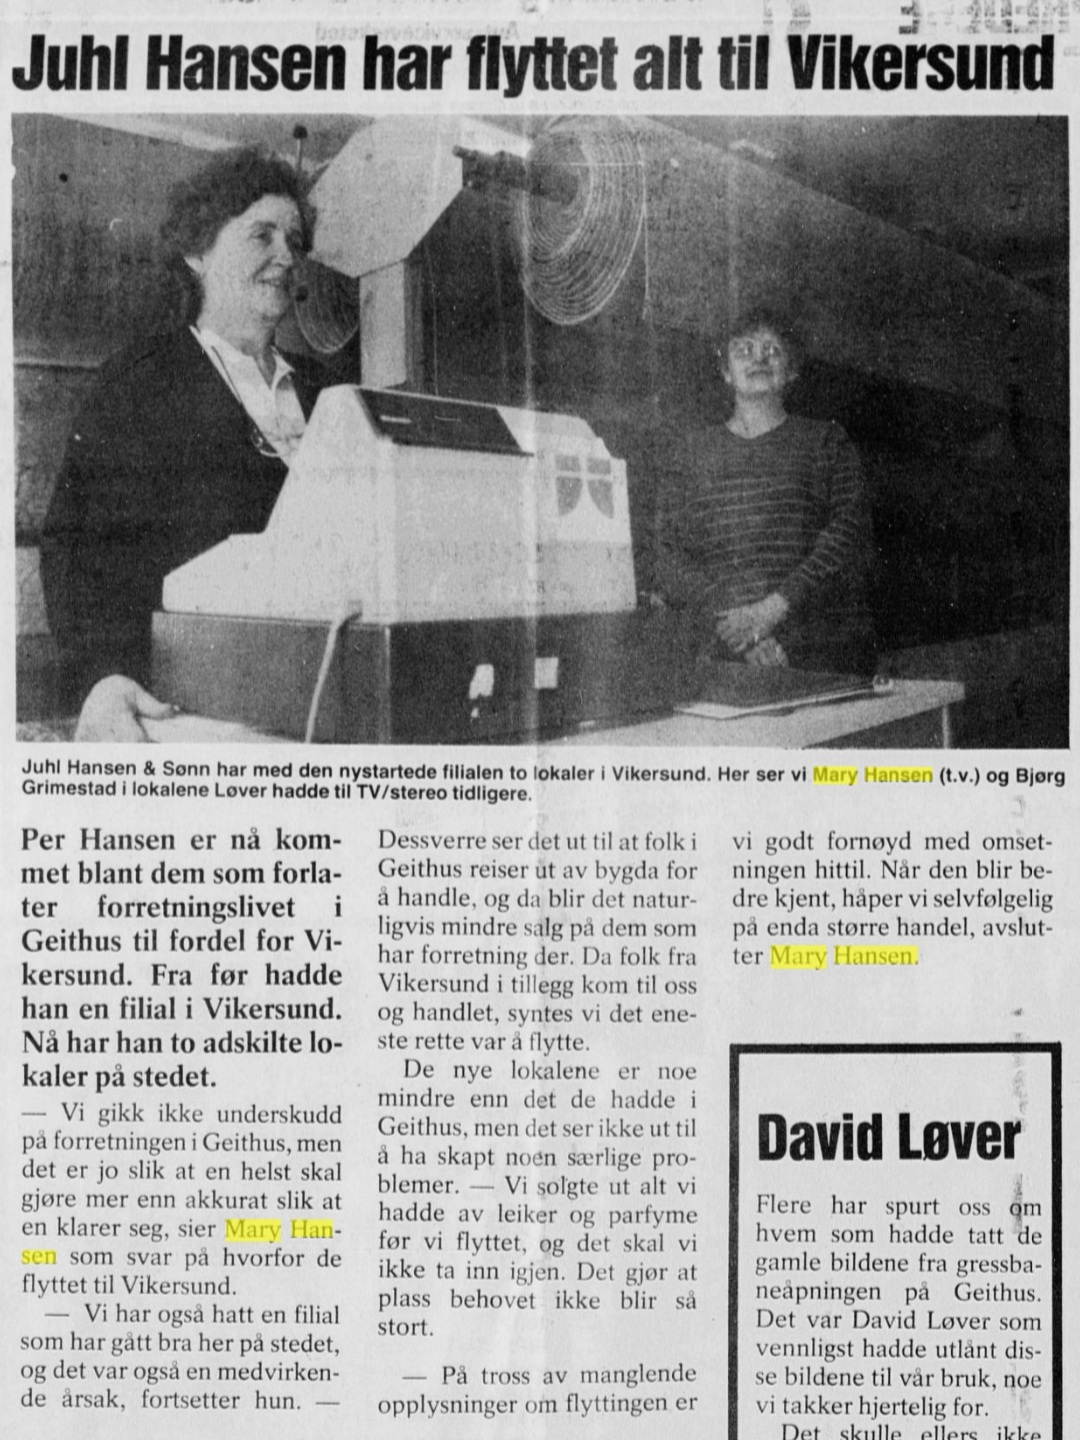 Juhl Hansen har flyttet alt til Vikersund
Juhl Hansen & Sønn har med den nystartede filialen to lokaler i Vikersund. Her ser vi Mary Hansen (t.v.) og Bjørg
Grimestad i lokalene Løver hadde til TV/stereo tidligere.
Per Hansen er nå kom-
met blant dem som forla-
ter forretningslivet i
Geithus til fordel for Vi-
kersund. Fra før hadde
han en filial i Vikersund.
Nå har han to adskilte lo-
kaler på stedet.
— Vi gikk ikke underskudd
på forretningen i Geithus, men
det er jo slik at en helst skal
gjøre mer enn akkurat slik at
en klarer seg, sier Mary Han-
sen som svar på hvorfor de
flyttet til Vikersund.
— Vi har også hatt en filial
som har gått bra her på stedet,
og det var også en medvirken-
de årsak, fortsetter hun. —
Dessverre ser det ut til at folk i
Geithus reiser ut av bygda for
å handle, og da blir det natur-
ligvis mindre salg på dem som
har forretning der. Da folk fra
Vikersund i tillegg kom til oss
og handlet, syntes vi det ene-
ste rette var å flytte.
De nye lokalene er noe
mindre enn det de hadde i
Geithus, men det ser ikke ut til
å ha skapt noen særlige pro-
blemer. — Vi solgte ut alt vi
hadde av leiker og parfyme
før vi flyttet, og det skal vi
ikke ta inn igjen. Det gjør at
plass behovet ikke blir så
stort.
— På tross av manglende
opplysninger om flyttingen er
vi godt fornøyd med omset-
ningen hittil. Når den blir be-
dre kjent, håper vi selvfølgelig
på enda større handel, avslut-
ter Mary Hansen.
David Løver
Flere har spurt oss om
hvem som hadde tatt de
gamle bildene fra gressba-
neåpningen på Geithus.
Det var David Løver som
vennligst hadde utlånt dis-
se bildene til vår bruk, noe
vi takker hjertelig for.
Det skulle ellers ikke